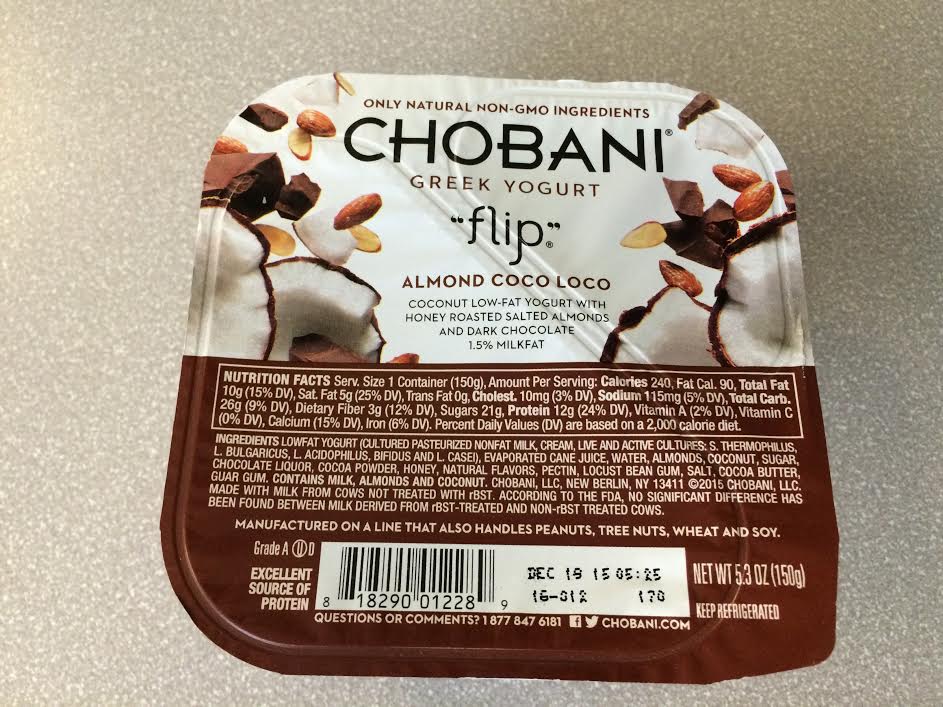 ONLY NATURAL NON-GMO INGREDIENTS
CHOBANI®
GREEK YOGURT
"flip."®
ALMOND COCO LOCO
COCONUT LOW-FAT YOGURT WITH
HONEY ROASTED SALTED ALMONDS
AND DARK CHOCOLATE
1.5% MILKFAT
NUTRITION FACTS Serv. Size 1 Container (150g), Amount Per Serving: Calories 240, Fat Cal. 90, Total Fat
10g (15% DV), Sat. Fat 5g (25% DV), Trans Fat 0g, Cholest. 10mg (3% DV), Sodium 115mg (5% DV), Total Carb.
26g (9% DV), Dietary Fiber 3g (12% DV), Sugars 21g, Protein 12g (24% DV), Vitamin A (2% DV), Vitamin C
(0% DV), Calcium (15% DV), Iron (6% DV). Percent Daily Values (DV) are based on a 2,000 calorie diet.
INGREDIENTS LOWFAT YOGURT (CULTURED PASTEURIZED NONFAT MILK, CREAM, LIVE AND ACTIVE CULTURES: S. THERMOPHILUS,
L. BULGARICUS, L. ACIDOPHILUS, BIFIDUS AND L. CASEI), EVAPORATED CANE JUICE, WATER, ALMONDS, COCONUT, SUGAR,
CHOCOLATE LIQUOR, COCOA POWDER, HONEY, NATURAL FLAVORS, PECTIN, LOCUST BEAN GUM, SALT, COCOA BUTTER,
GUAR GUM. CONTAINS MILK, ALMONDS AND COCONUT. CHOBANI, LLC, NEW BERLIN, NY 13411 ©2015 CHOBANI, LLC.
MADE WITH MILK FROM COWS NOT TREATED WITH rBST. ACCORDING TO THE FDA, NO SIGNIFICANT DIFFERENCE HAS
BEEN FOUND BETWEEN MILK DERIVED FROM rBST-TREATED AND NON-rBST TREATED COWS.
MANUFACTURED ON A LINE THAT ALSO HANDLES PEANUTS, TREE NUTS, WHEAT AND SOY.
Grade A Ⓤ D
EXCELLENT
SOURCE OF
PROTEIN
8 18290 01228 9
DEC 19 15 05:25
16-012 170
NET WT 5.3 OZ (150g)
KEEP REFRIGERATED
QUESTIONS OR COMMENTS? 1 877 847 6181 CHOBANI.COM